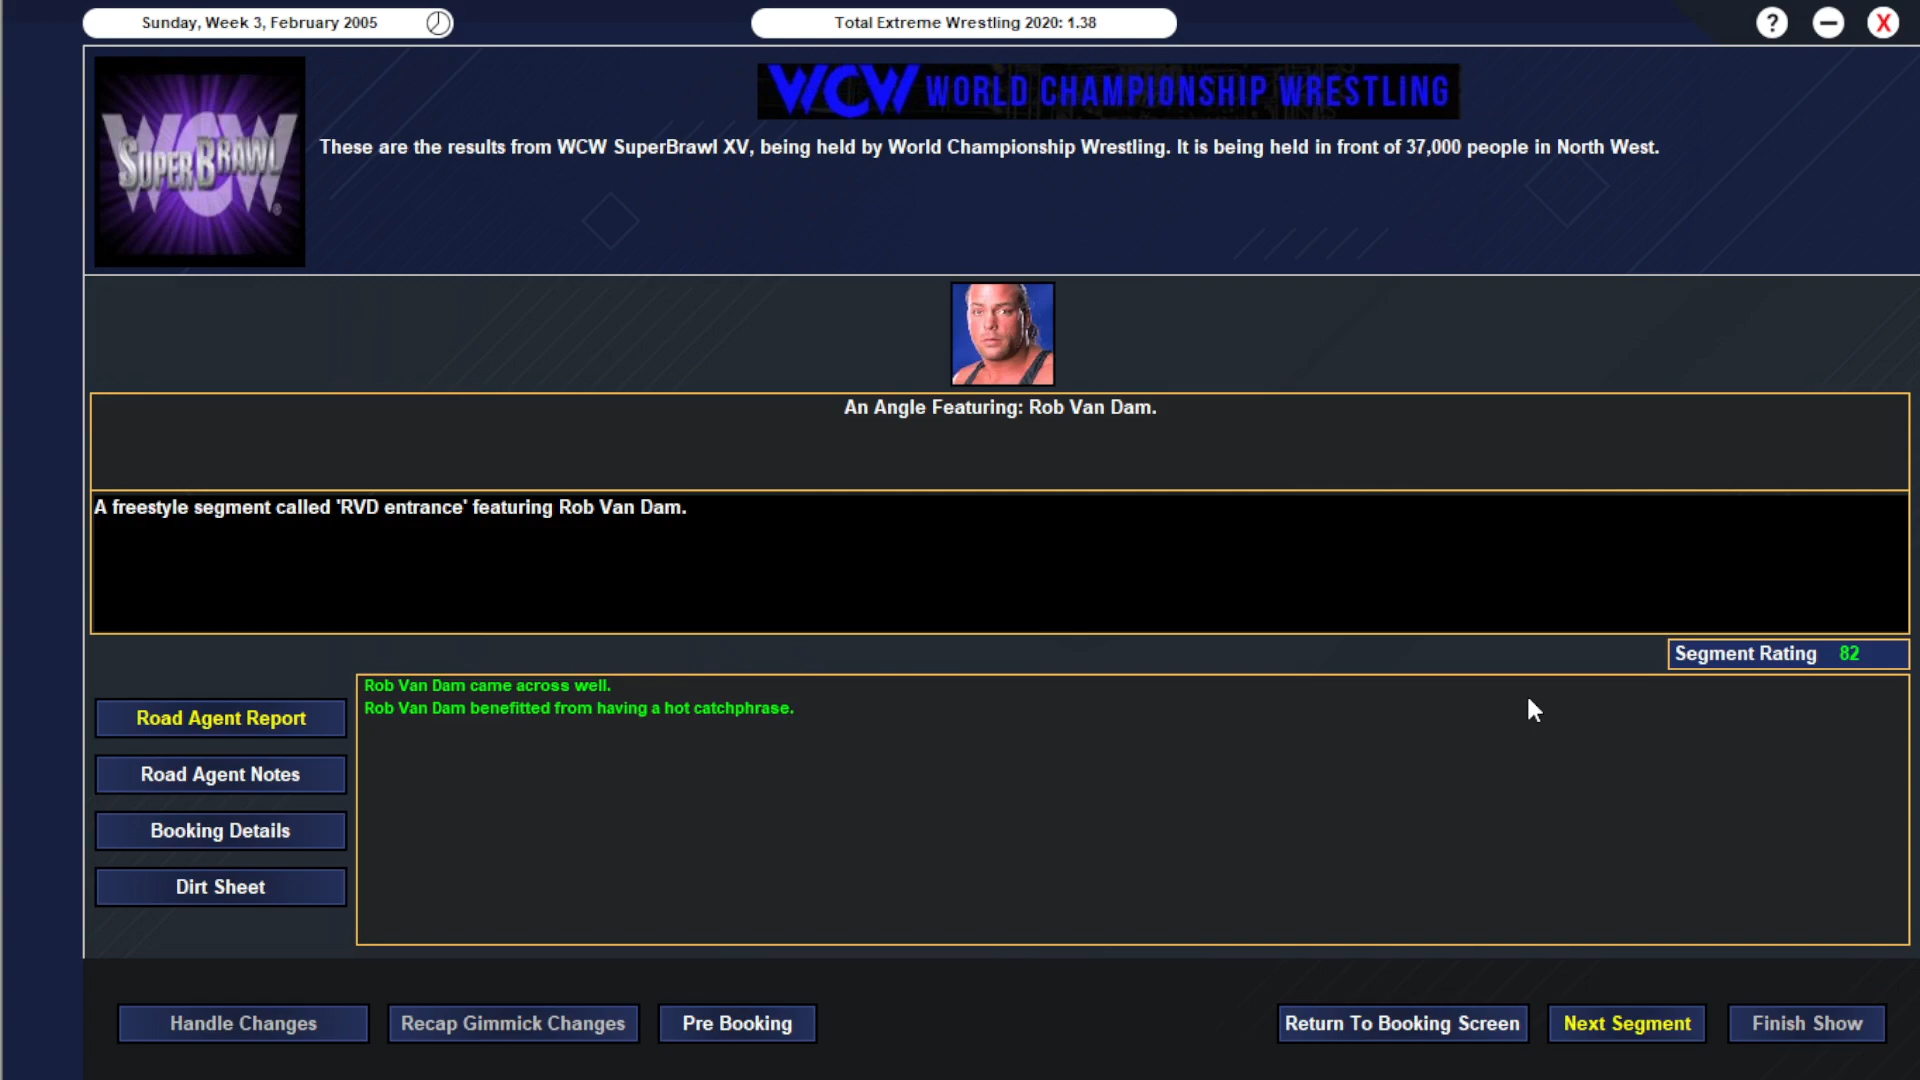 Sunday, Week 3, February 2005
Total Extreme Wrestling 2020: 1.38
?
X
WCW WORLD CHAMPIONSHIP WRESTLING
WCW
SUPERBRAWL
®
These are the results from WCW SuperBrawl XV, being held by World Championship Wrestling. It is being held in front of 37,000 people in North West.
An Angle Featuring: Rob Van Dam.
A freestyle segment called 'RVD entrance' featuring Rob Van Dam.
Segment Rating 82
Rob Van Dam came across well.
Rob Van Dam benefitted from having a hot catchphrase.
Road Agent Report
Road Agent Notes
Booking Details
Dirt Sheet
Handle Changes
Recap Gimmick Changes
Pre Booking
Return To Booking Screen
Next Segment
Finish Show